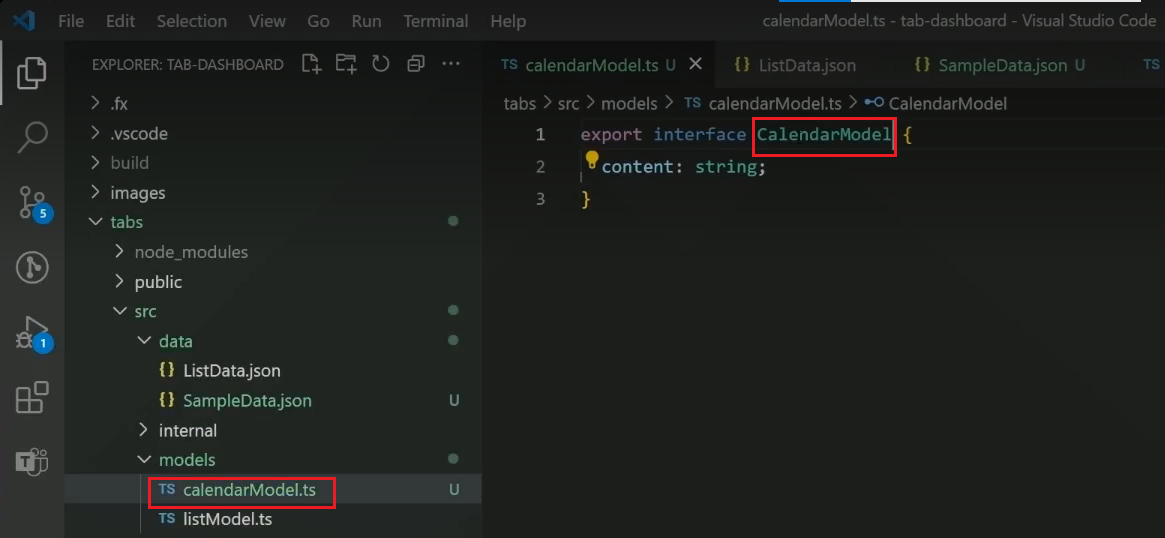 File Edit Selection View Go Run Terminal Help
calendarModel.ts - tab-dashboard - Visual Studio Code
EXPLORER: TAB-DASHBOARD
.fx
.vscode
build
images
tabs
node_modules
public
src
data
{} ListData.json
{} SampleData.json U
internal
models
TS calendarModel.ts U
TS listModel.ts
5
1
T
TS calendarModel.ts U
{} ListData.json
{} SampleData.json U
TS
tabs > src > models > TS calendarModel.ts > CalendarModel
1 export interface CalendarModel {
2 content: string;
3 }